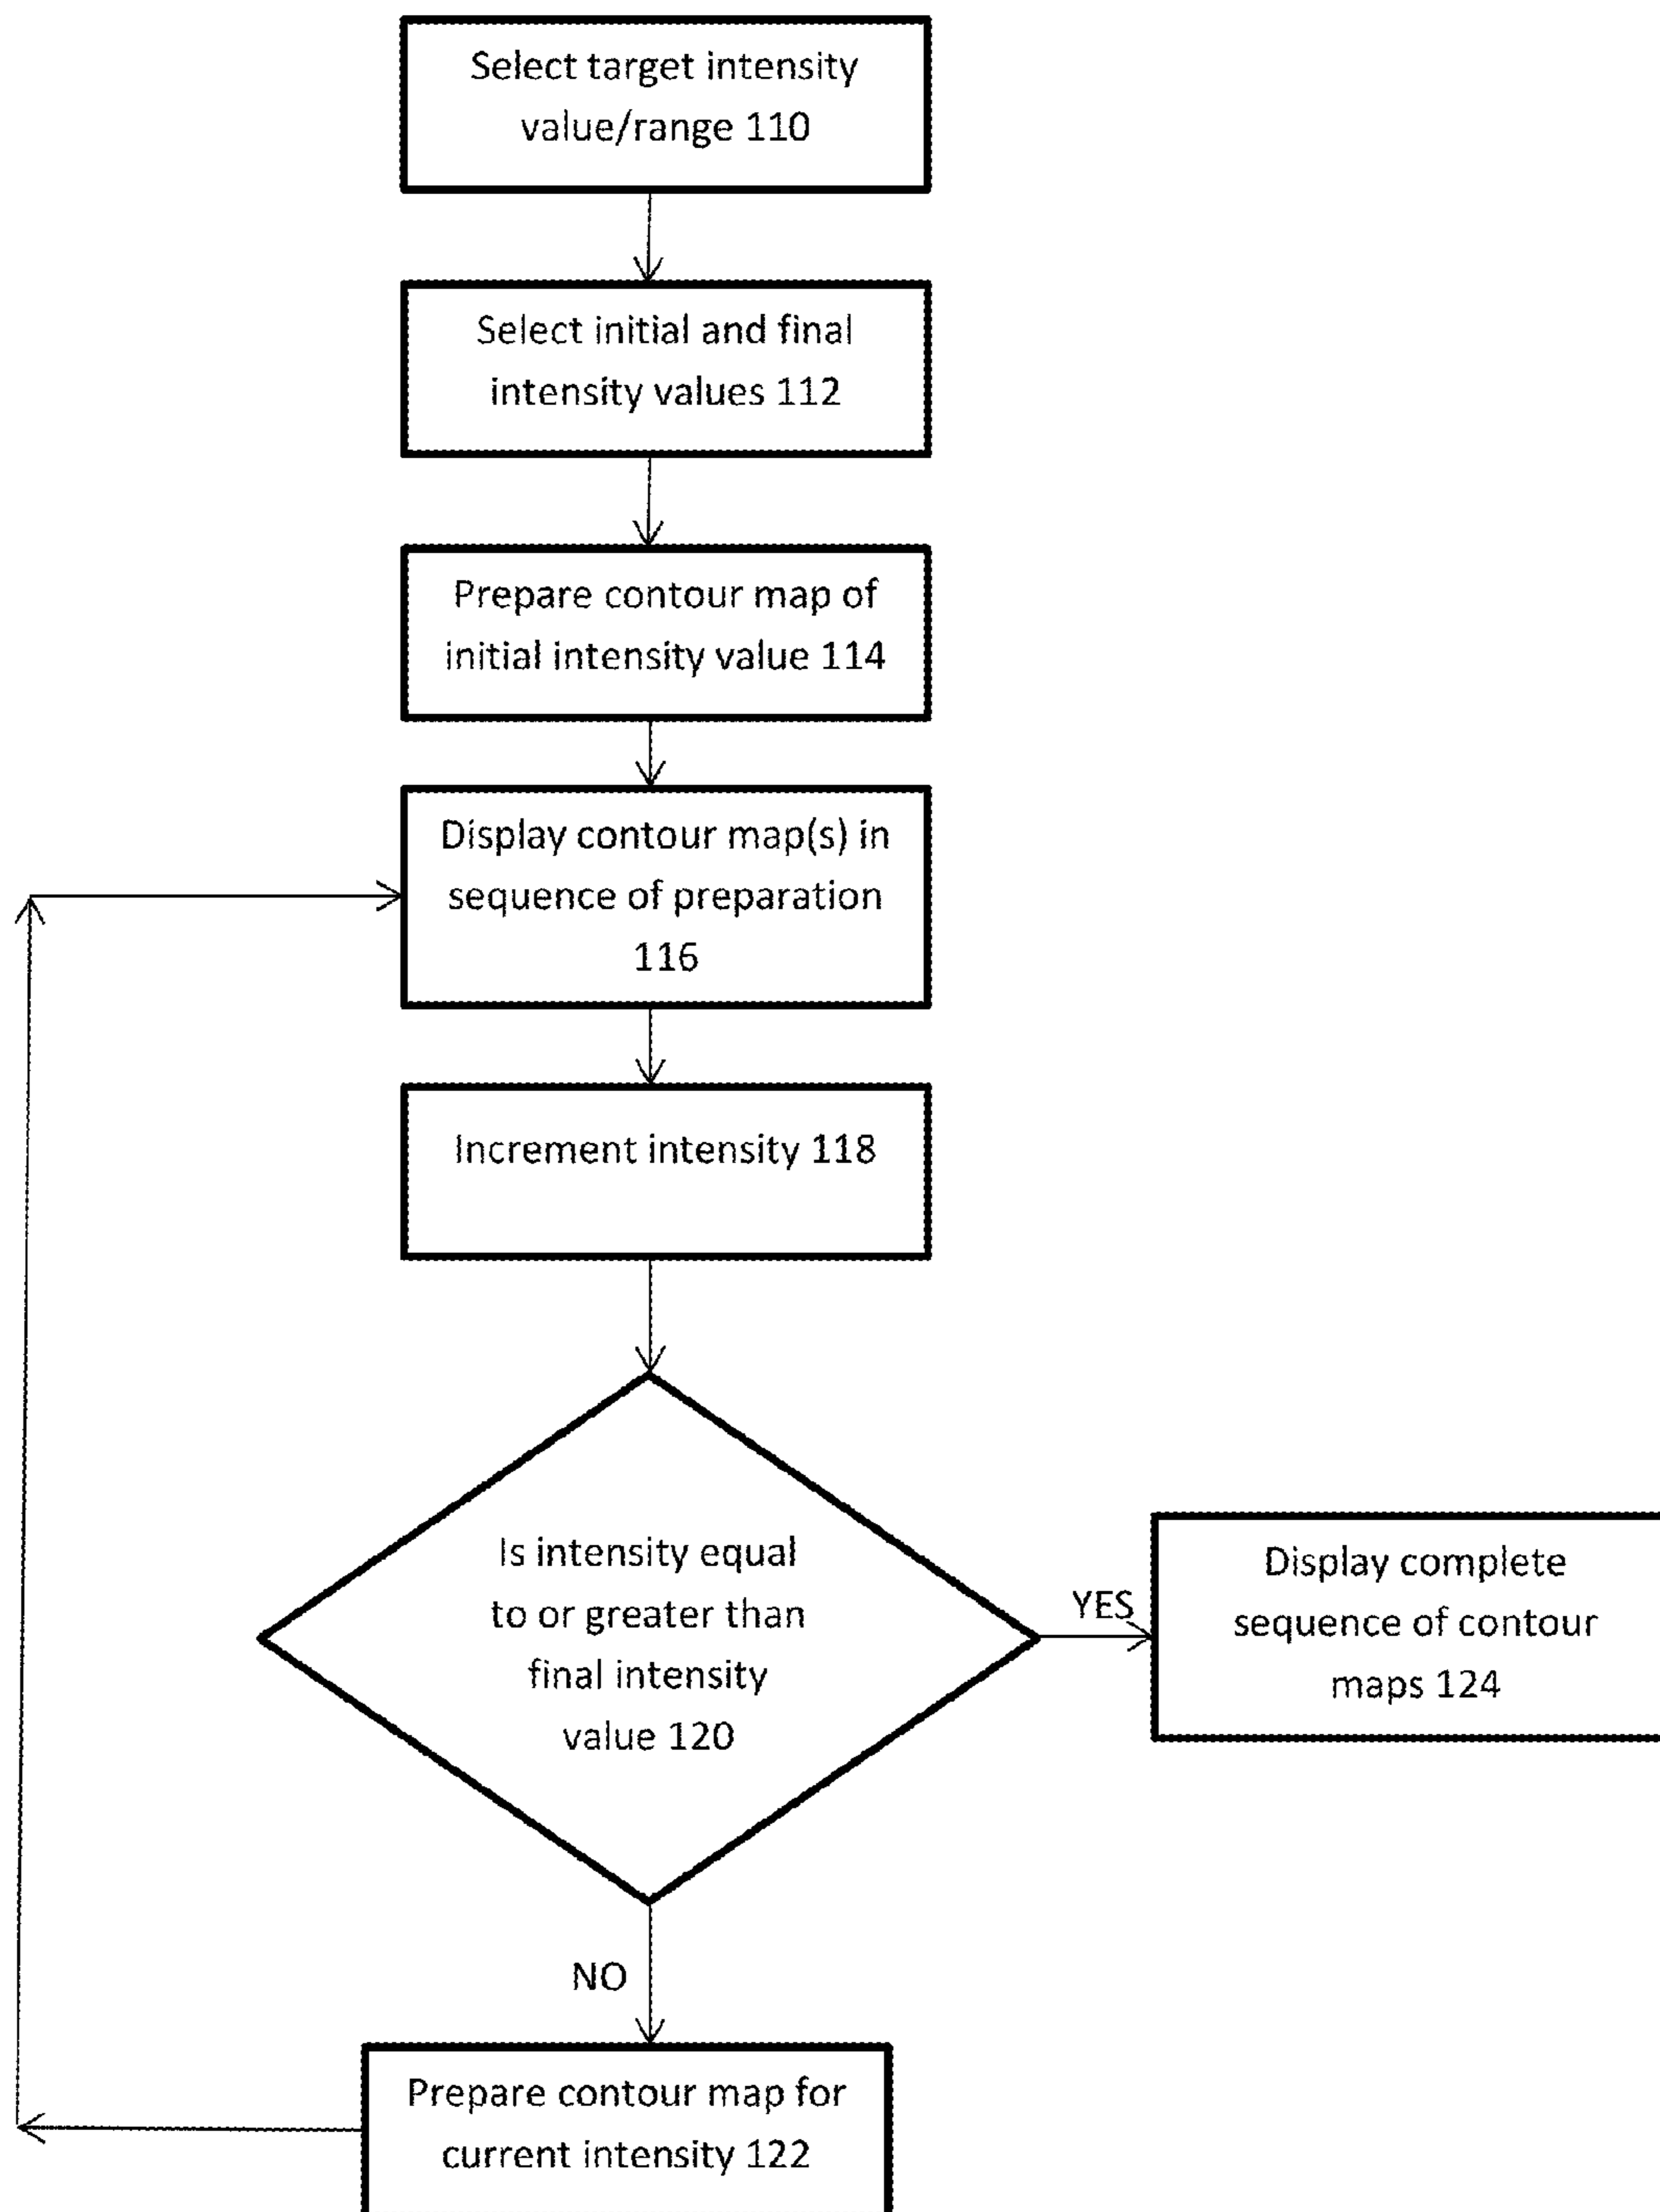 Select target intensity
value/range 110
Select initial and final
intensity values 112
Prepare contour map of
initial intensity value 114
Display contour map(s) in
sequence of preparation
116
Increment intensity 118
Is intensity equal
to or greater than
final intensity
value 120
YES
Display complete
sequence of contour
maps 124
NO
Prepare contour map for
current intensity 122